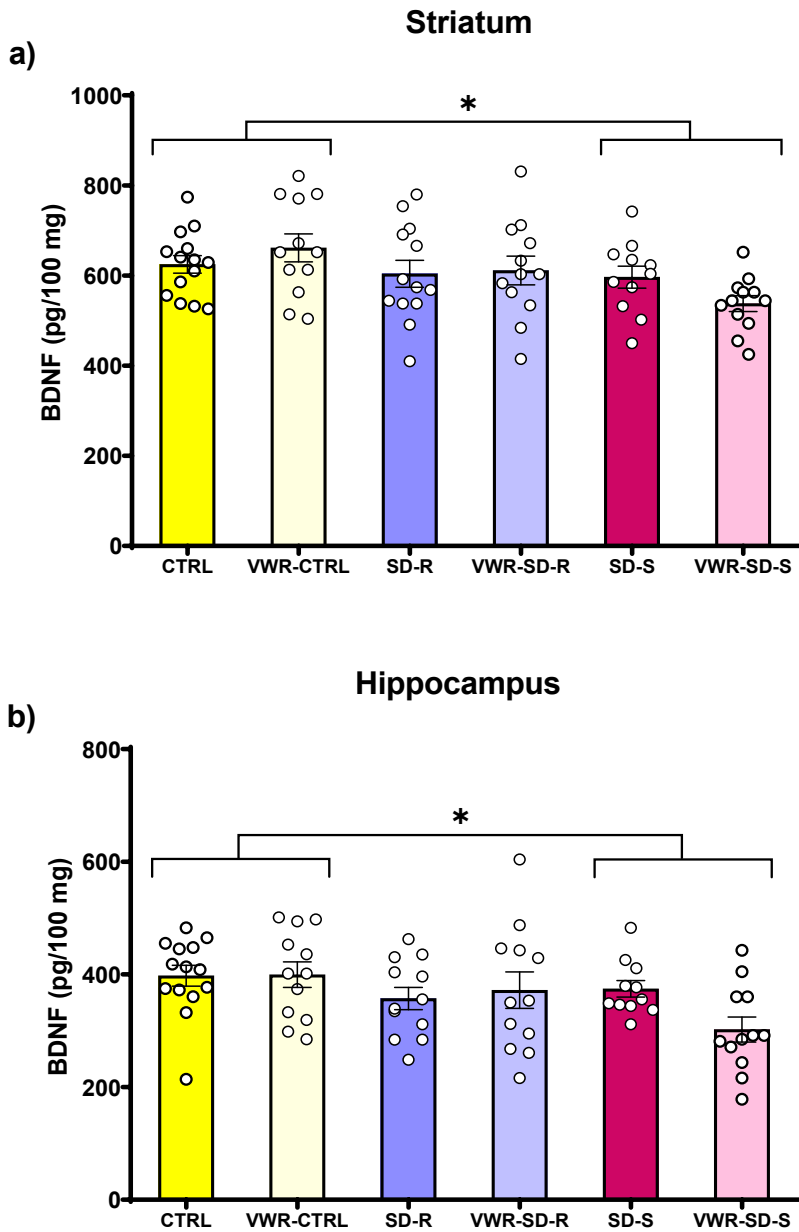 Striatum
a)
BDNF (pg/100 mg)
1000
800
600
400
200
0
*
CTRL VWR-CTRL SD-R VWR-SD-R SD-S VWR-SD-S
Hippocampus
b)
BDNF (pg/100 mg)
800
600
400
200
0
*
CTRL VWR-CTRL SD-R VWR-SD-R SD-S VWR-SD-S